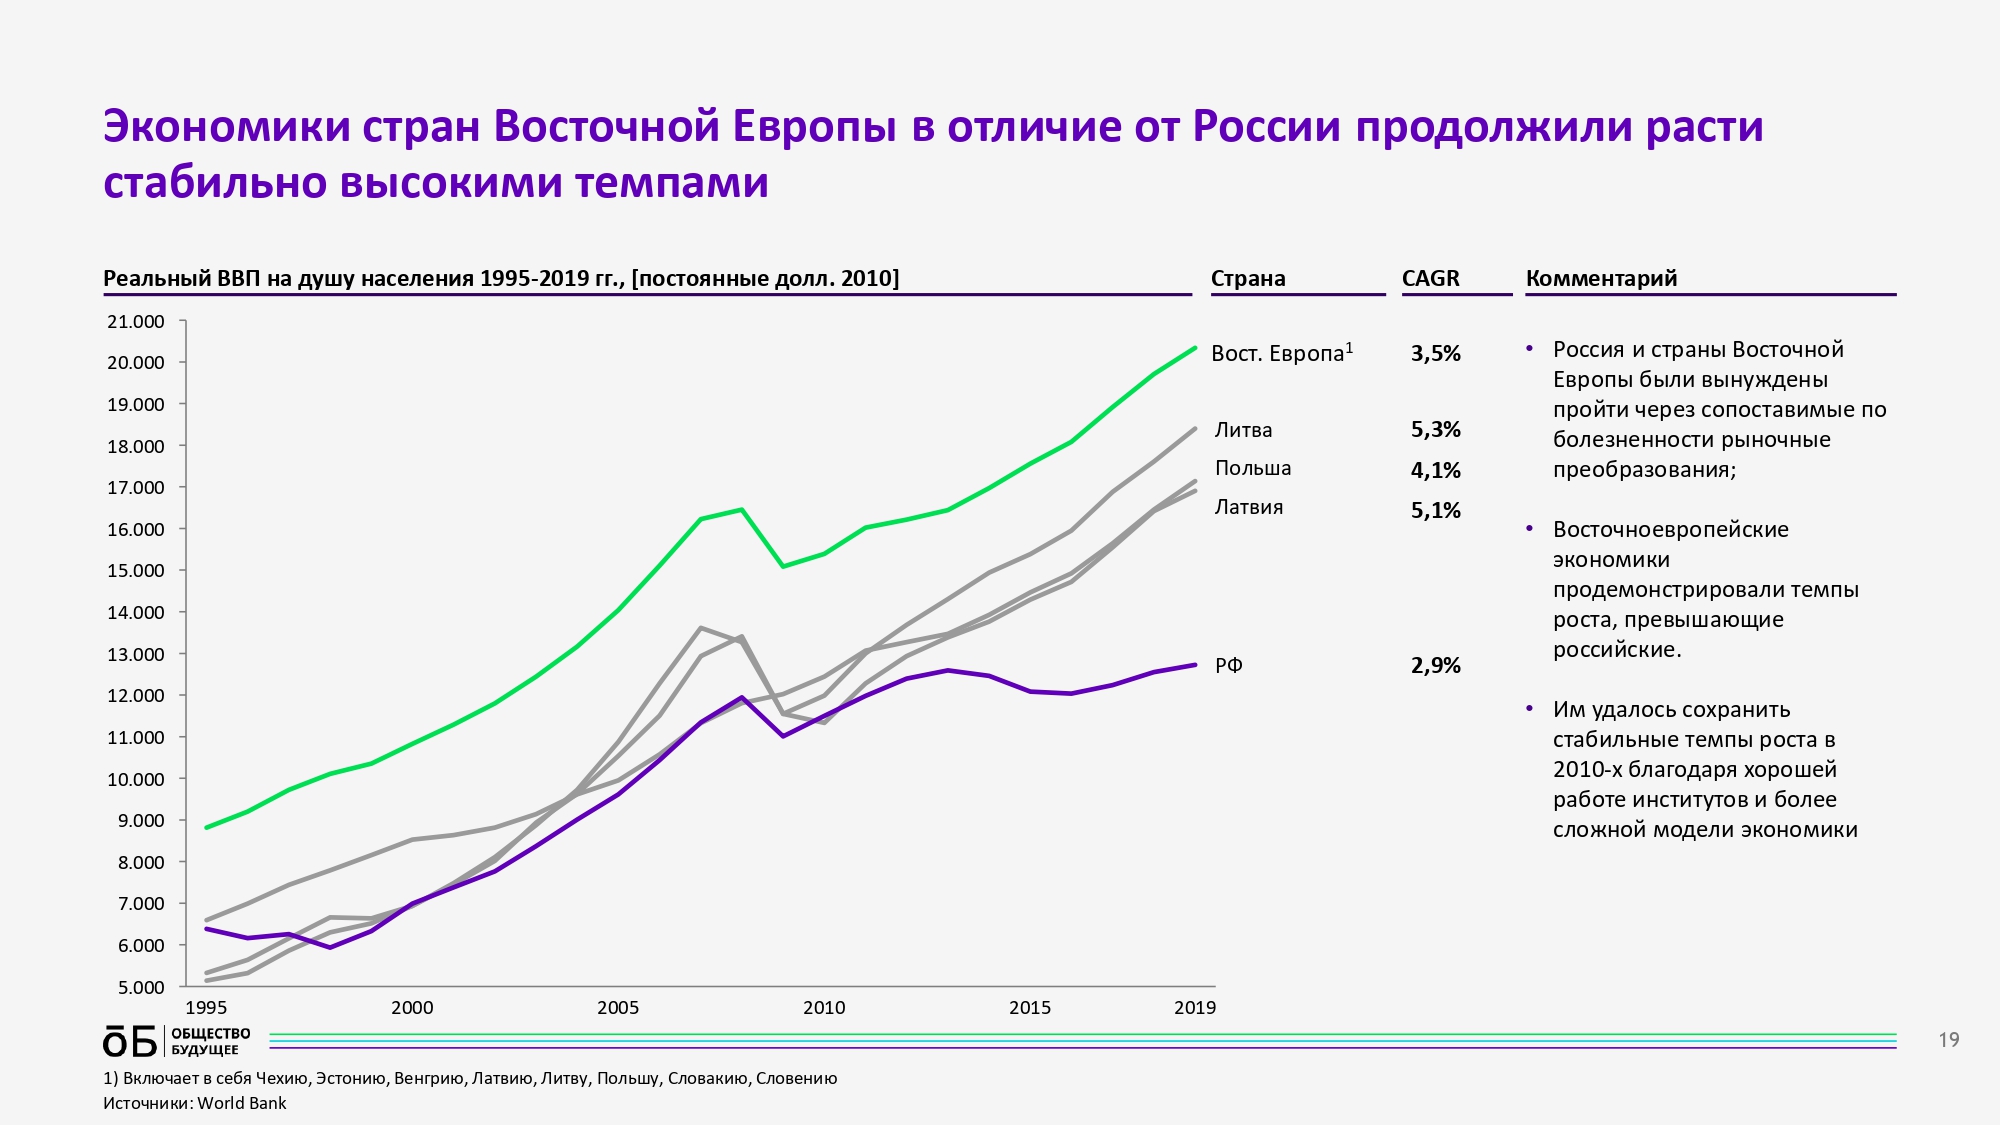 Экономики стран Восточной Европы в отличие от России продолжили расти
стабильно высокими темпами
Реальный ВВП на душу населения 1995-2019 гг., [постоянные долл. 2010]
Страна
CAGR
Комментарий
21.000
20.000
19.000
18.000
17.000
16.000
15.000
14.000
13.000
12.000
11.000
10.000
9.000
8.000
7.000
6.000
5.000
1995
2000
2005
2010
2015
2019
Вост. Европа¹
3,5%
Литва
5,3%
Польша
4,1%
Латвия
5,1%
РФ
2,9%
• Россия и страны Восточной
Европы были вынуждены
пройти через сопоставимые по
болезненности рыночные
преобразования;
• Восточноевропейские
экономики
продемонстрировали темпы
роста, превышающие
российские.
• Им удалось сохранить
стабильные темпы роста в
2010-х благодаря хорошей
работе институтов и более
сложной модели экономики
ōБ
ОБЩЕСТВО
БУДУЩЕЕ
19
1) Включает в себя Чехию, Эстонию, Венгрию, Латвию, Литву, Польшу, Словакию, Словению
Источники: World Bank